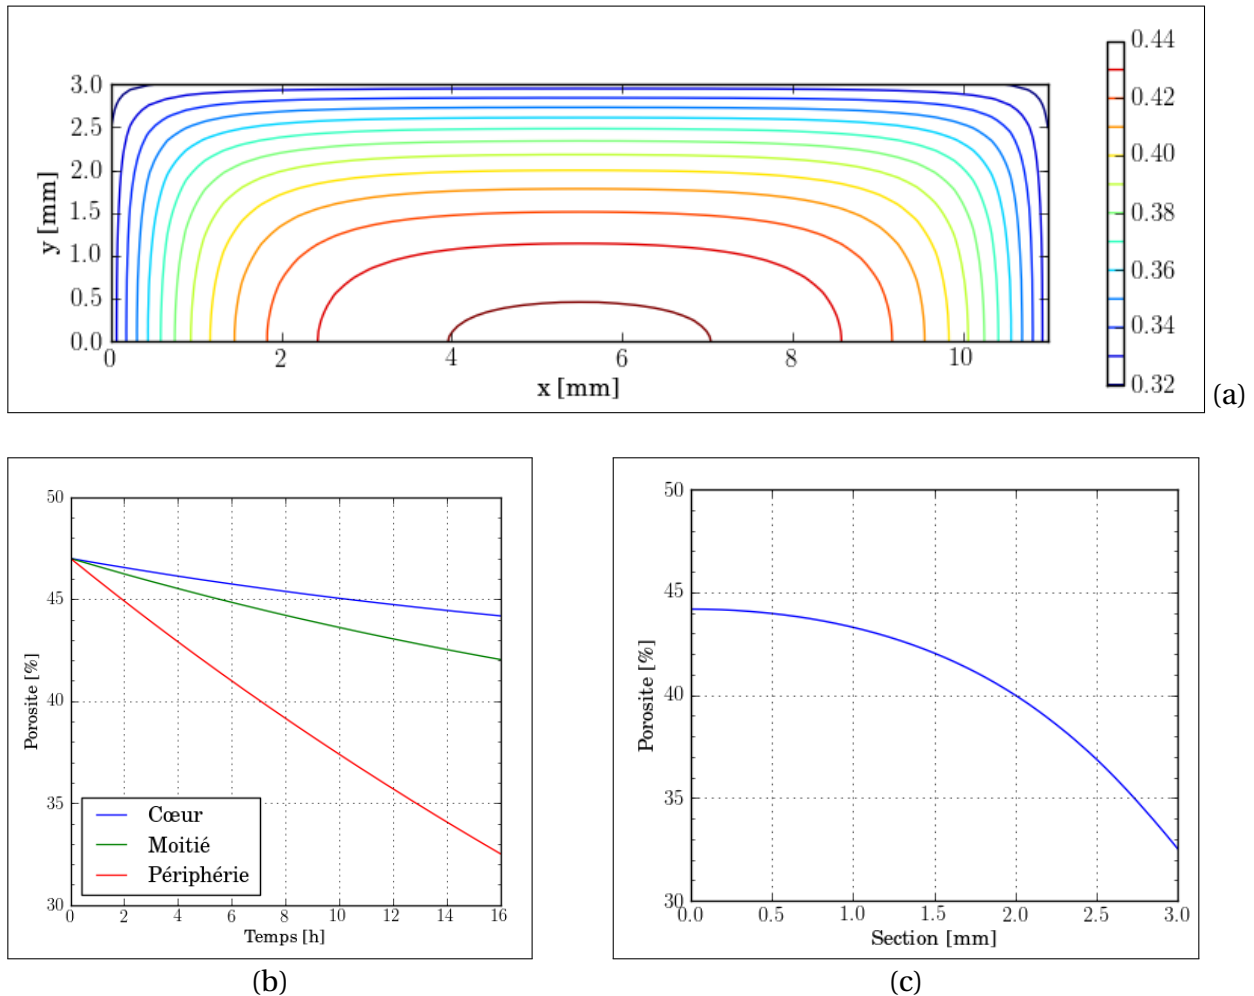 0.44
3.0
0.42
2.5
0.40
2.0
1.5
0.38
y [mm]
1.0
0.36
0.5
0.34
0.0
0 2 4 6 8 10
0.32
x [mm]
(a)
50
45
40
35
30
Porosite [%]
Cœur
Moitié
Périphérie
0 2 4 6 8 10 12 14 16
Temps [h]
(b)
50
45
40
35
30
Porosite [%]
0.0 0.5 1.0 1.5 2.0 2.5 3.0
Section [mm]
(c)